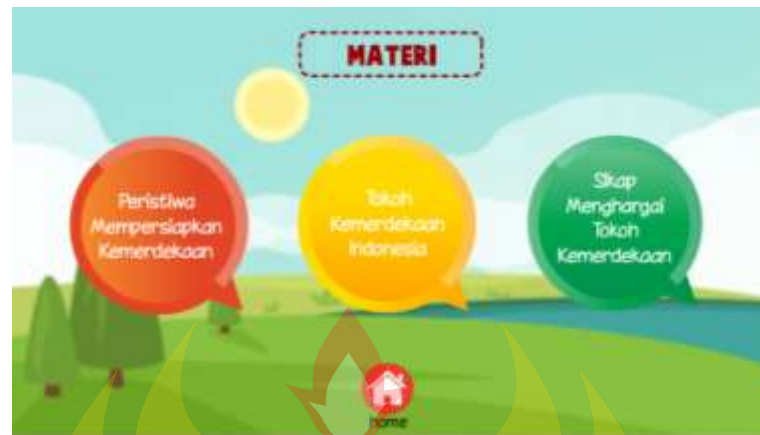 MATERI
Peristiwa
Mempersiapkan
Kemerdekaan
Tokoh
Kemerdekaan
Indonesia
Sikap
Menghargai
Tokoh
Kemerdekaan
Home